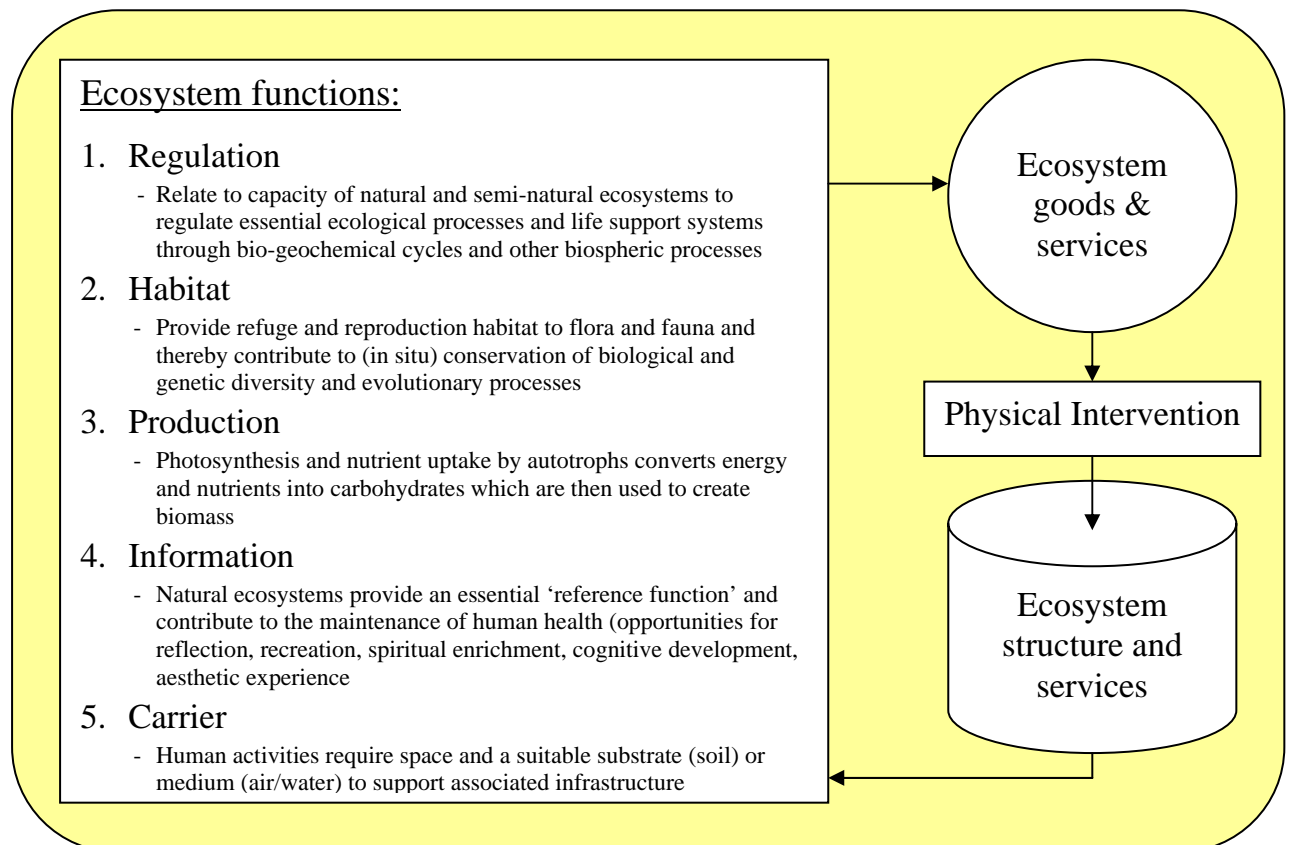 Ecosystem functions:
1. Regulation
- Relate to capacity of natural and semi-natural ecosystems to
regulate essential ecological processes and life support systems
through bio-geochemical cycles and other biospheric processes
2. Habitat
- Provide refuge and reproduction habitat to flora and fauna and
thereby contribute to (in situ) conservation of biological and
genetic diversity and evolutionary processes
3. Production
- Photosynthesis and nutrient uptake by autotrophs converts energy
and nutrients into carbohydrates which are then used to create
biomass
4. Information
- Natural ecosystems provide an essential ‘reference function’ and
contribute to the maintenance of human health (opportunities for
reflection, recreation, spiritual enrichment, cognitive development,
aesthetic experience
5. Carrier
- Human activities require space and a suitable substrate (soil) or
medium (air/water) to support associated infrastructure
Ecosystem
goods &
services
Physical Intervention
Ecosystem
structure and
services